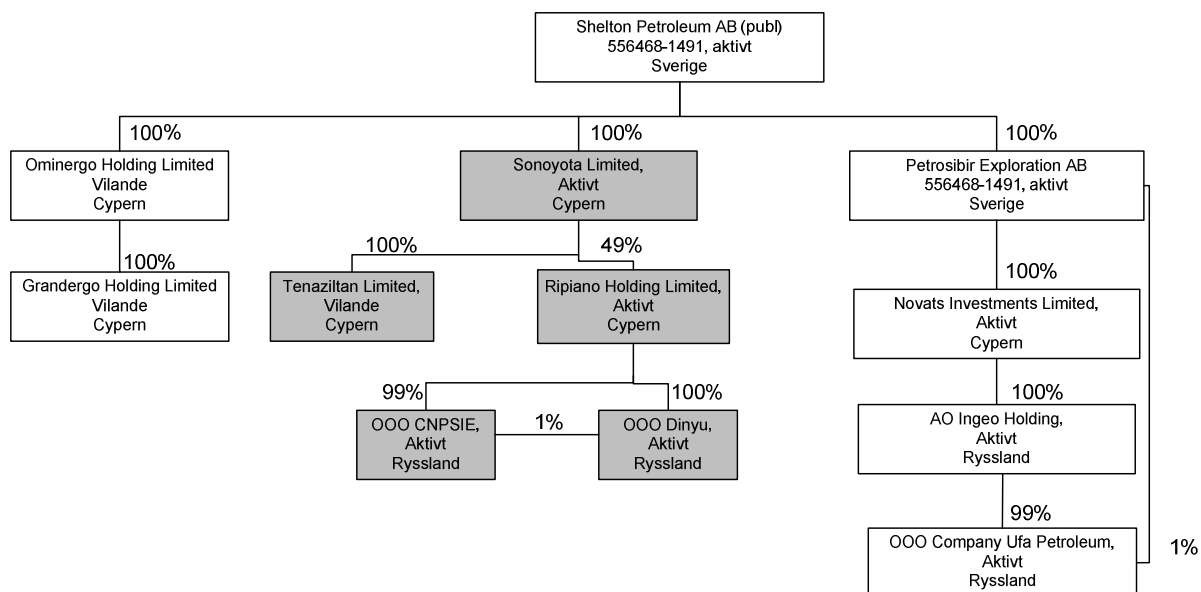 Shelton Petroleum AB (publ)
556468-1491, aktivt
Sverige
100%
100%
100%
Ominergo Holding Limited
Vilande
Cypern
Sonoyota Limited,
Aktivt
Cypern
Petrosibir Exploration AB
556468-1491, aktivt
Sverige
100%
100%
49%
100%
Grandergo Holding Limited
Vilande
Cypern
Tenaziltan Limited,
Vilande
Cypern
Ripiano Holding Limited,
Aktivt
Cypern
Novats Investments Limited,
Aktivt
Cypern
99%
100%
100%
OOO CNPSIE,
Aktivt
Ryssland
1%
OOO Dinyu,
Aktivt
Ryssland
AO Ingeo Holding,
Aktivt
Ryssland
99%
OOO Company Ufa Petroleum,
Aktivt
Ryssland
1%